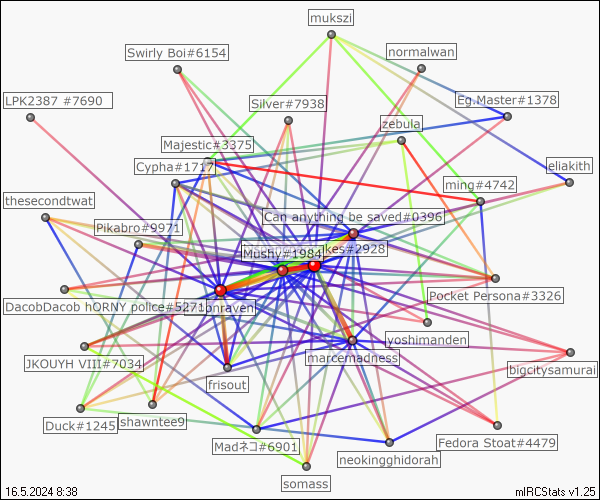 mukszi
Swirly Boi#6154
normalwan
LPK2387 #7690
Silver#7938
Eg.Master#1378
zebula
Majestic#3375
Cypha#1717
eliakith
ming#4742
thesecondtwat
Can anything be saved#0396
Pikabro#9971
kes#2928
Mushy#1984
Pocket Persona#3326
DacobDacob hORNY police#5271
onraven
yoshimanden
marcemadness
JKOUYH VIII#7034
bigcitysamurai
frisout
Duck#1245
shawntee9
Madネコ#6901
Fedora Stoat#4479
neokingghidorah
somass
16.5.2024 8:38
mIRCStats v1.25